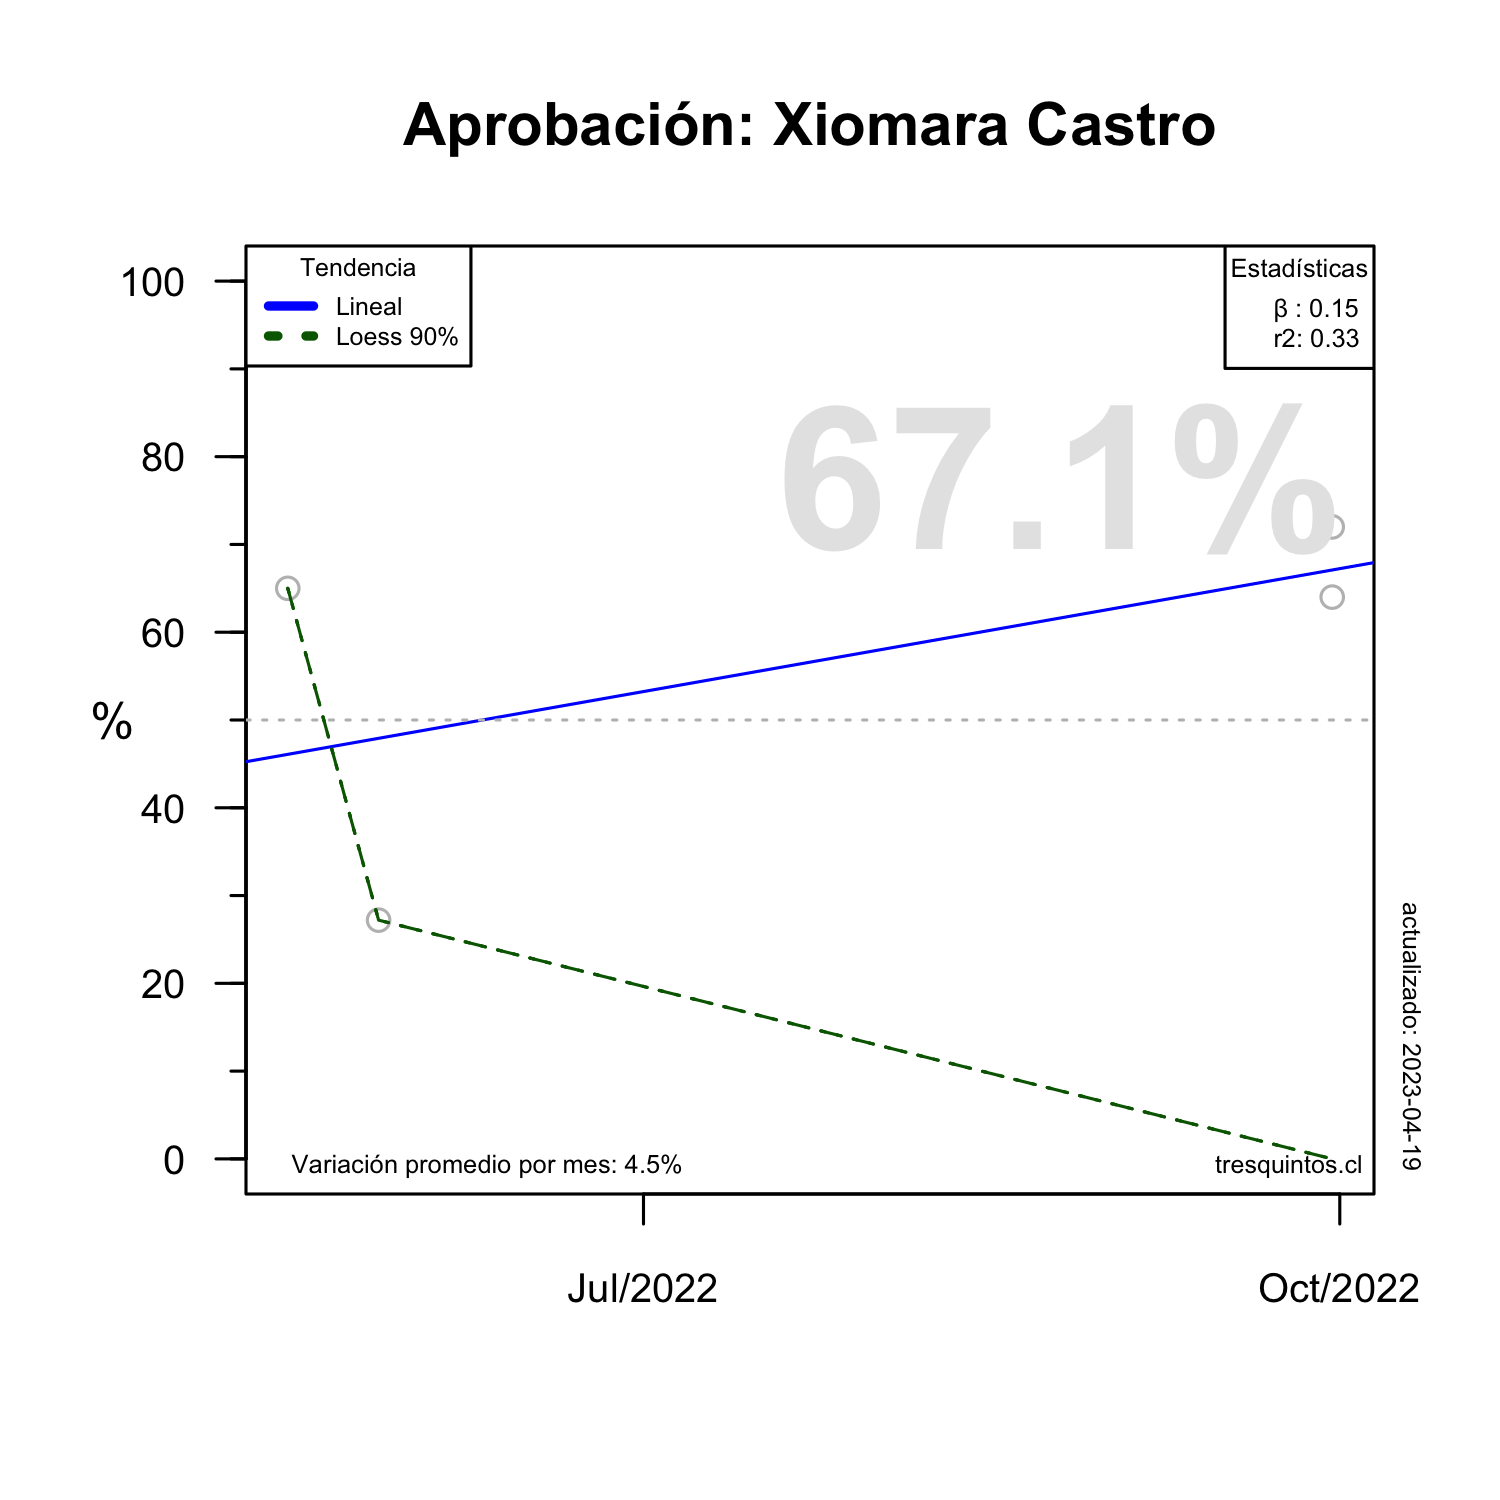 Aprobación: Xiomara Castro
Tendencia
Lineal
Loess 90%
Estadísticas
β : 0.15
r2: 0.33
67.1%
100
80
60
40
20
0
%
Variación promedio por mes: 4.5%
tresquintos.cl
actualizado: 2023-04-19
Jul/2022
Oct/2022